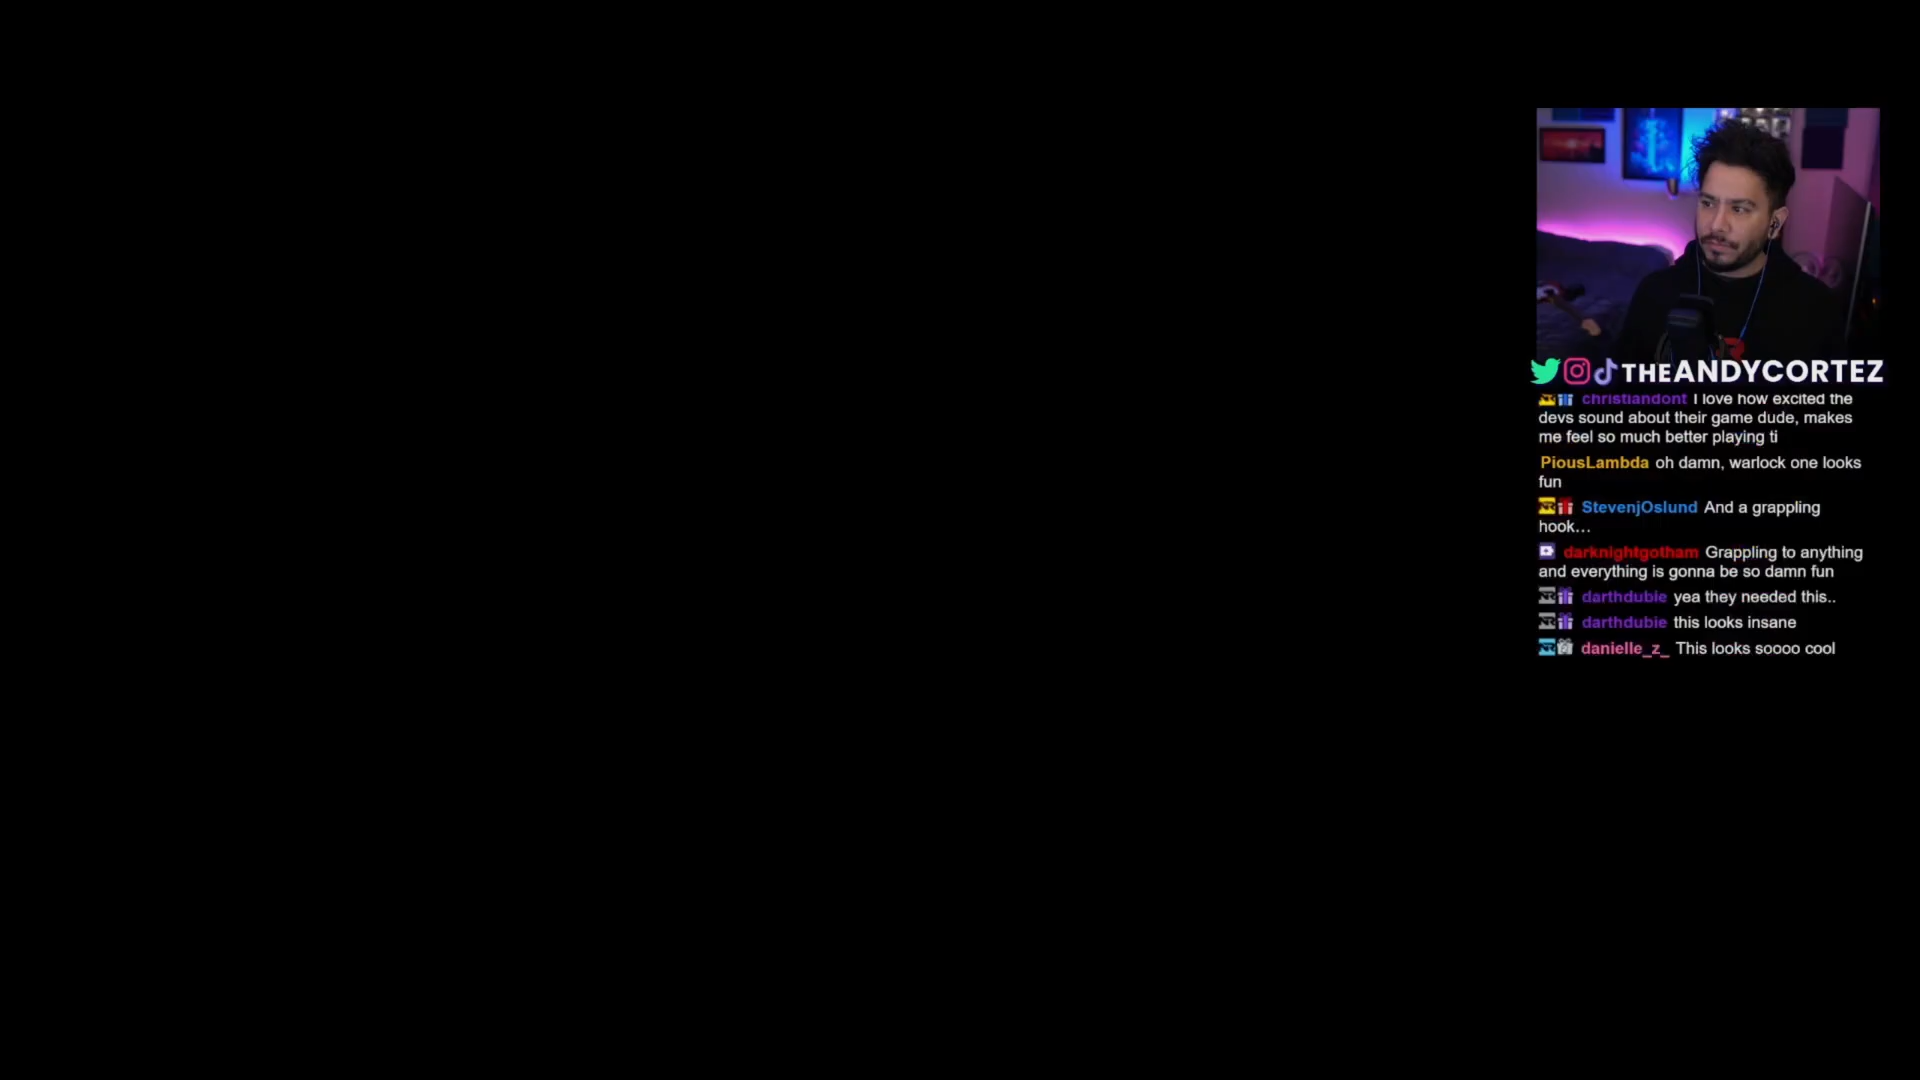 THEANDYCORTEZ
christiandont I love how excited the
devs sound about their game dude, makes
me feel so much better playing ti
PiousLambda oh damn, warlock one looks
fun
StevenjOslund And a grappling
hook...
darknightgotham Grappling to anything
and everything is gonna be so damn fun
darthdubie yea they needed this..
darthdubie this looks insane
danielle_z_ This looks soooo cool